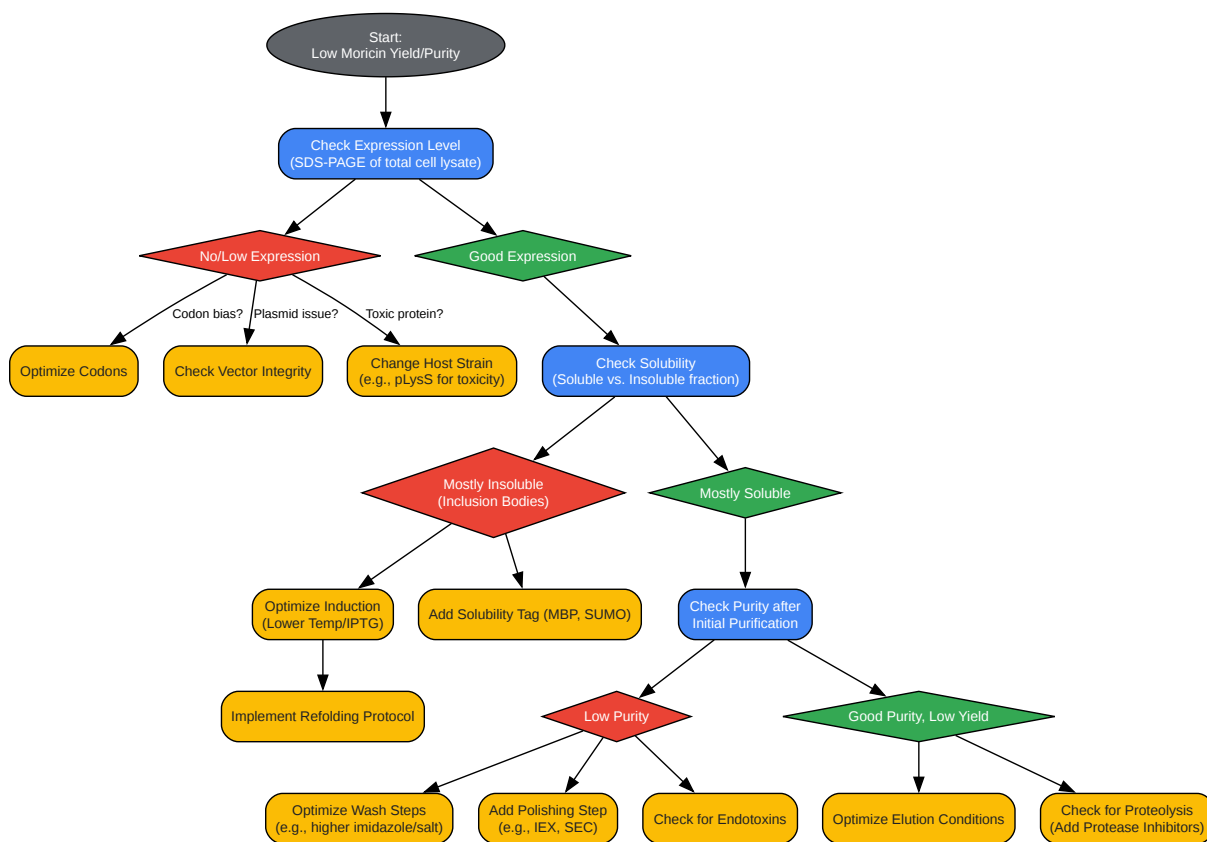 Start:
Low Moricin Yield/Purity
Check Expression Level
(SDS-PAGE of total cell lysate)
No/Low Expression
Good Expression
Codon bias?
Plasmid issue?
Toxic protein?
Optimize Codons
Check Vector Integrity
Change Host Strain
(e.g., pLysS for toxicity)
Check Solubility
(Soluble vs. Insoluble fraction)
Mostly Insoluble
(Inclusion Bodies)
Mostly Soluble
Optimize Induction
(Lower Temp/IPTG)
Add Solubility Tag (MBP, SUMO)
Check Purity after
Initial Purification
Implement Refolding Protocol
Low Purity
Good Purity, Low Yield
Optimize Wash Steps
(e.g., higher imidazole/salt)
Add Polishing Step
(e.g., IEX, SEC)
Check for Endotoxins
Optimize Elution Conditions
Check for Proteolysis
(Add Protease Inhibitors)